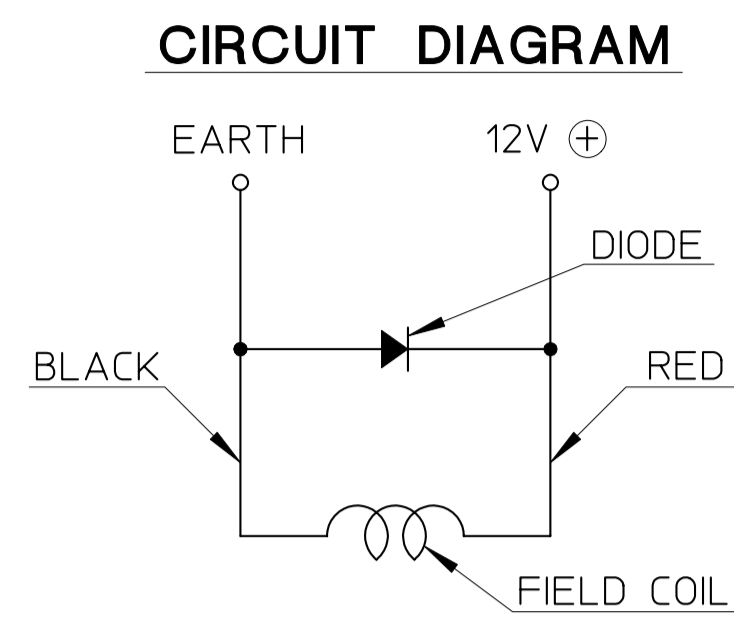 CIRCUIT DIAGRAM
EARTH
12V +
DIODE
BLACK
RED
FIELD COIL